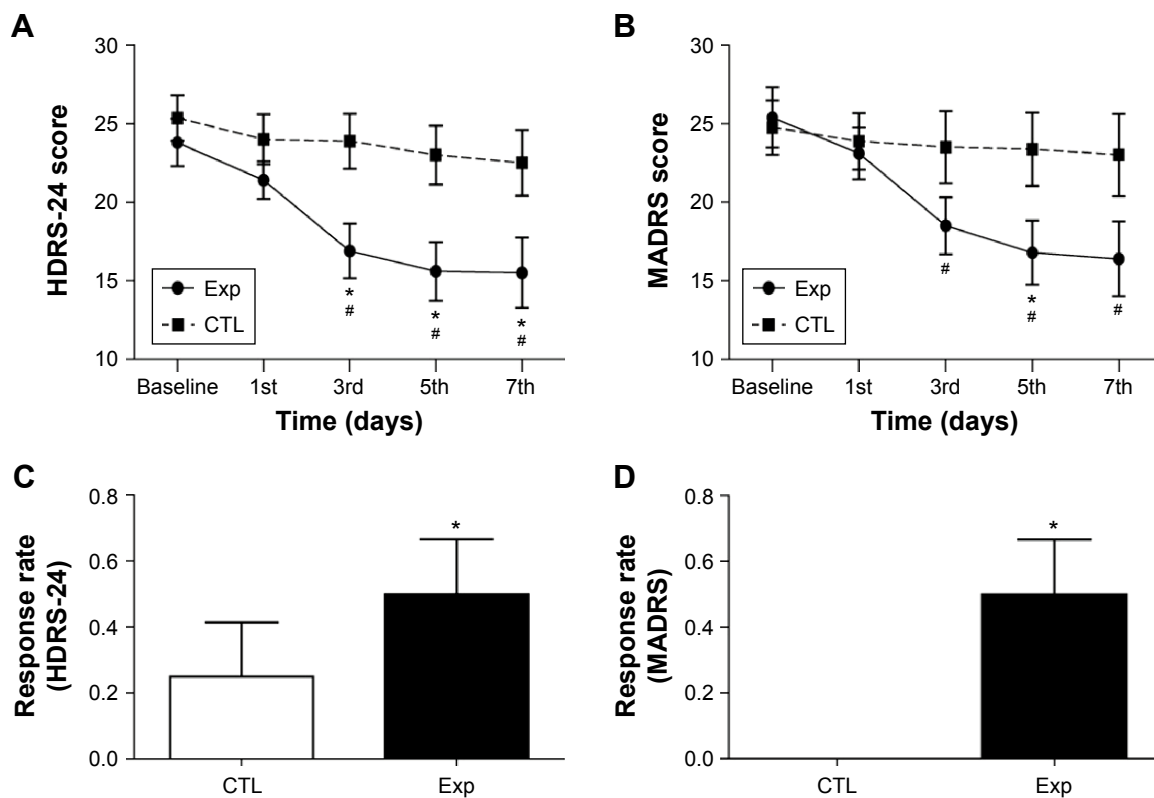 A
30
25
20
15
10
HDRS-24 score
Exp
CTL
*
#
*
#
*
#
Baseline 1st 3rd 5th 7th
Time (days)
B
30
25
20
15
10
MADRS score
Exp
CTL
#
*
#
#
Baseline 1st 3rd 5th 7th
Time (days)
C
0.8
0.6
0.4
0.2
0.0
Response rate
(HDRS-24)
*
CTL Exp
D
0.8
0.6
0.4
0.2
0.0
Response rate
(MADRS)
*
CTL Exp